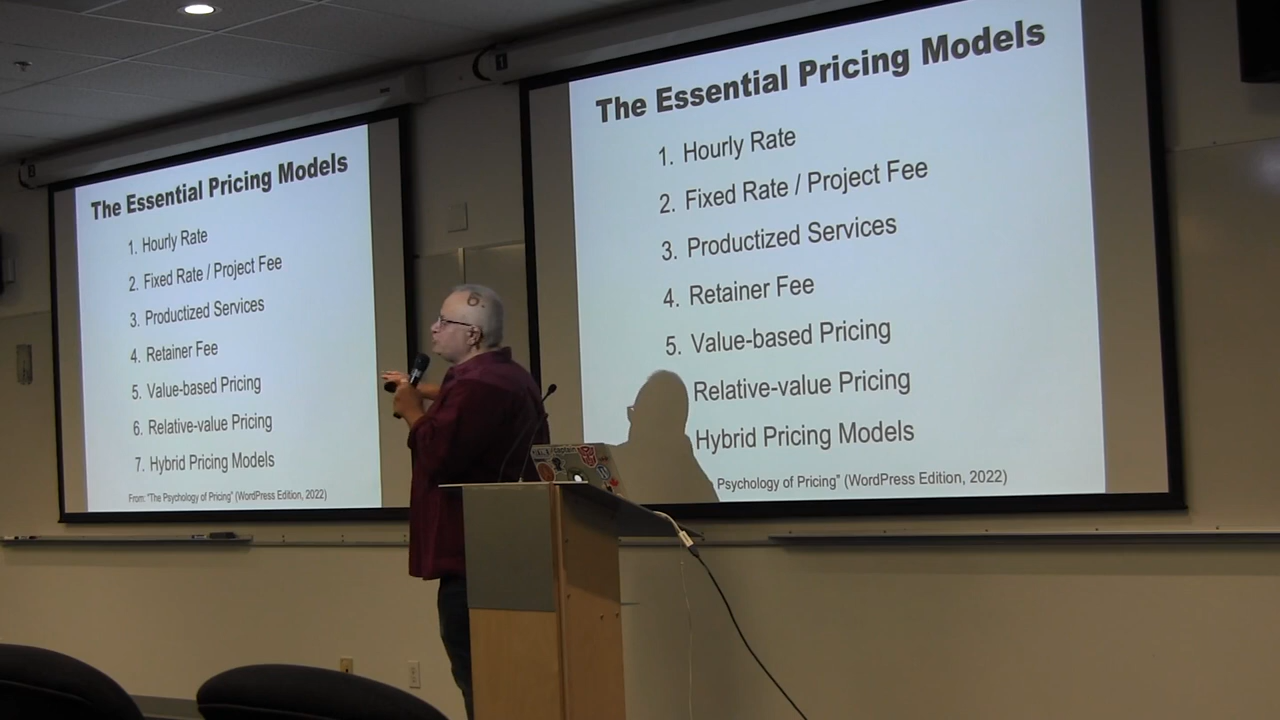 The Essential Pricing Models
1. Hourly Rate
2. Fixed Rate / Project Fee
3. Productized Services
4. Retainer Fee
5. Value-based Pricing
6. Relative-value Pricing
7. Hybrid Pricing Models
From: "The Psychology of Pricing" (WordPress Edition, 2022)
The Essential Pricing Models
1. Hourly Rate
2. Fixed Rate / Project Fee
3. Productized Services
4. Retainer Fee
5. Value-based Pricing
6. Relative-value Pricing
Hybrid Pricing Models
Psychology of Pricing" (WordPress Edition, 2022)